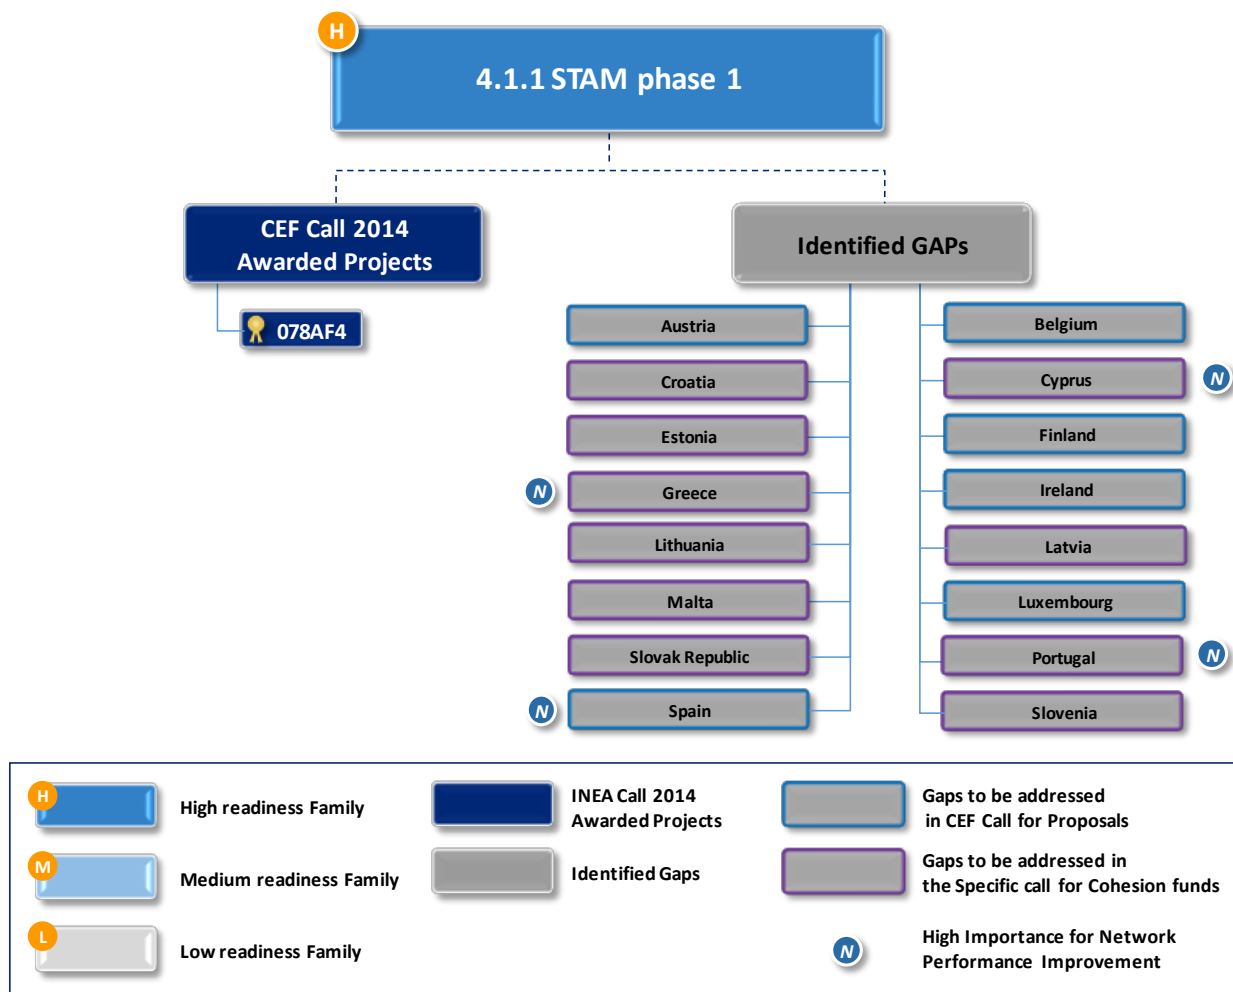 H
4.1.1 STAM phase 1
CEF Call 2014
Awarded Projects
078AF4
Identified GAPs
Austria
Croatia
Estonia
N
Greece
Lithuania
Malta
Slovak Republic
N
Spain
Belgium
Cyprus
N
Finland
Ireland
Latvia
Luxembourg
Portugal
N
Slovenia
H
High readiness Family
M
Medium readiness Family
L
Low readiness Family
INEA Call 2014
Awarded Projects
Identified Gaps
Gaps to be addressed
in CEF Call for Proposals
Gaps to be addressed in
the Specific call for Cohesion funds
N
High Importance for Network
Performance Improvement